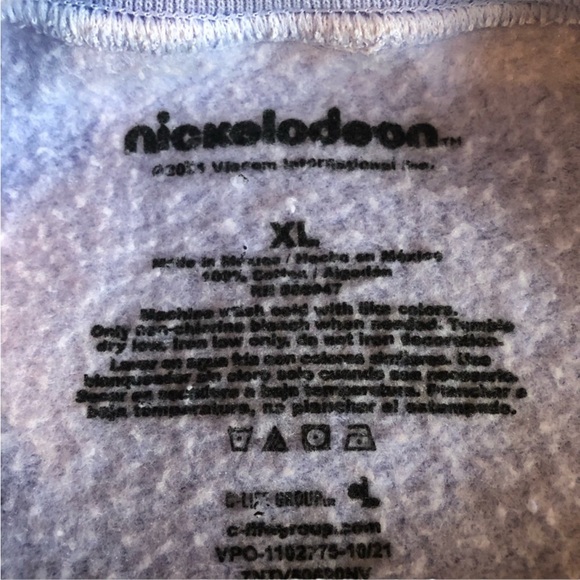 nickelodeon TM
©2021 Viacom International Inc.
XL
Made in Mexico / Hecho en México
100% Cotton / Algodón
Machine wash cold with like colors.
Only non-chlorine bleach when needed. Tumble
dry low. Iron low only, do not iron decoration.
Lavar en agua fria con colores similares. Use
blanqueador sin cloro solo cuando sea necesario.
Secar en secadora a baja temperatura. Planchar a
baja temperatura, no planchar el estampado.
C-LIFE GROUP
c-lifegroup.com
VPO-1102775-10/21